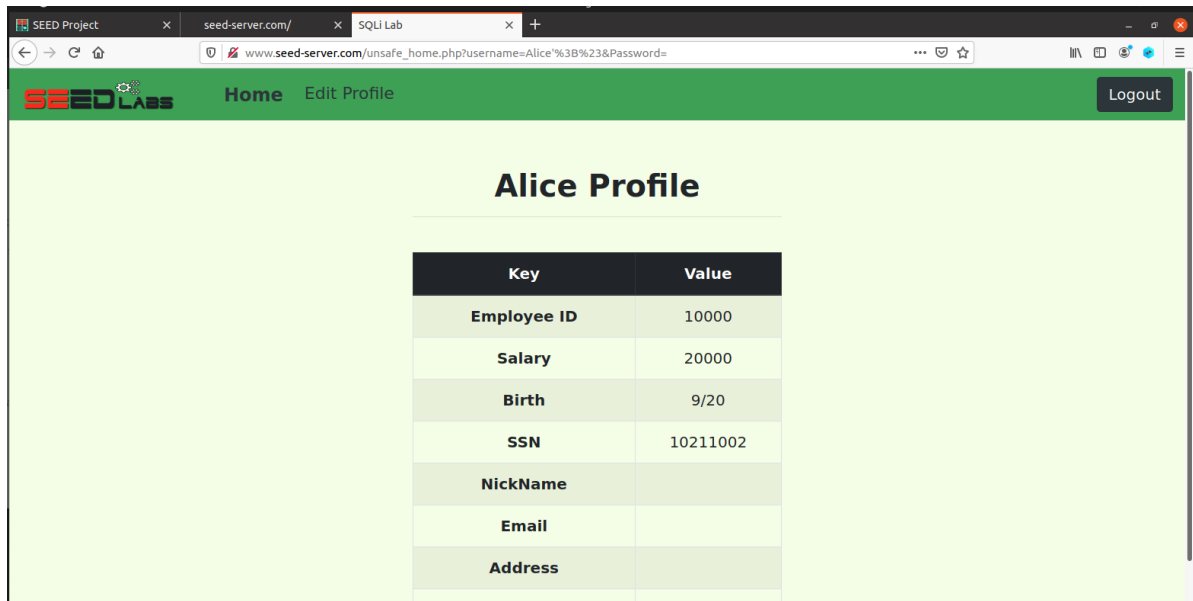 SEED Project
seed-server.com/
SQLi Lab
www.seed-server.com/unsafe_home.php?username=Alice'%3B%23&Password=
SEEDLABS
Home
Edit Profile
Logout
Alice Profile
Key Value
Employee ID 10000
Salary 20000
Birth 9/20
SSN 10211002
NickName
Email
Address